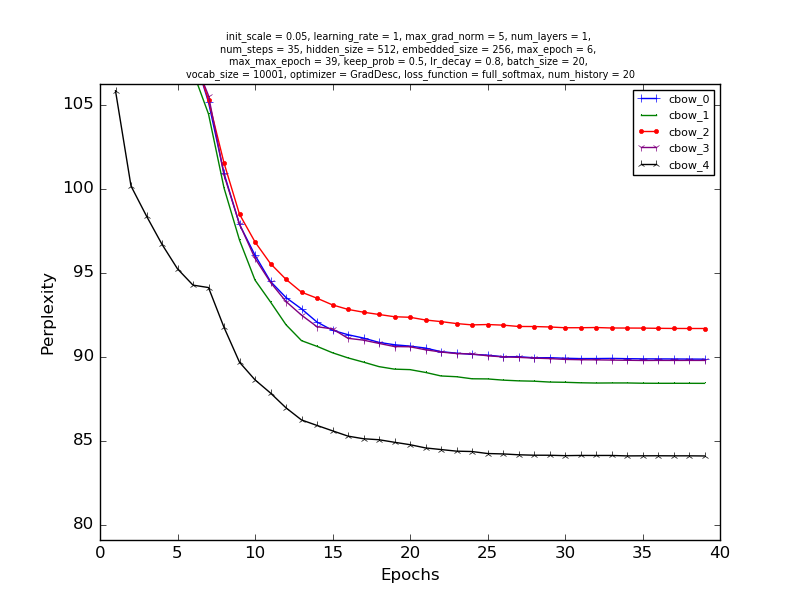 init_scale = 0.05, learning_rate = 1, max_grad_norm = 5, num_layers = 1,
num_steps = 35, hidden_size = 512, embedded_size = 256, max_epoch = 6,
max_max_epoch = 39, keep_prob = 0.5, lr_decay = 0.8, batch_size = 20,
vocab_size = 10001, optimizer = GradDesc, loss_function = full_softmax, num_history = 20
cbow_0
cbow_1
cbow_2
cbow_3
cbow_4
Perplexity
105
100
95
90
85
80
0 5 10 15 20 25 30 35 40
Epochs